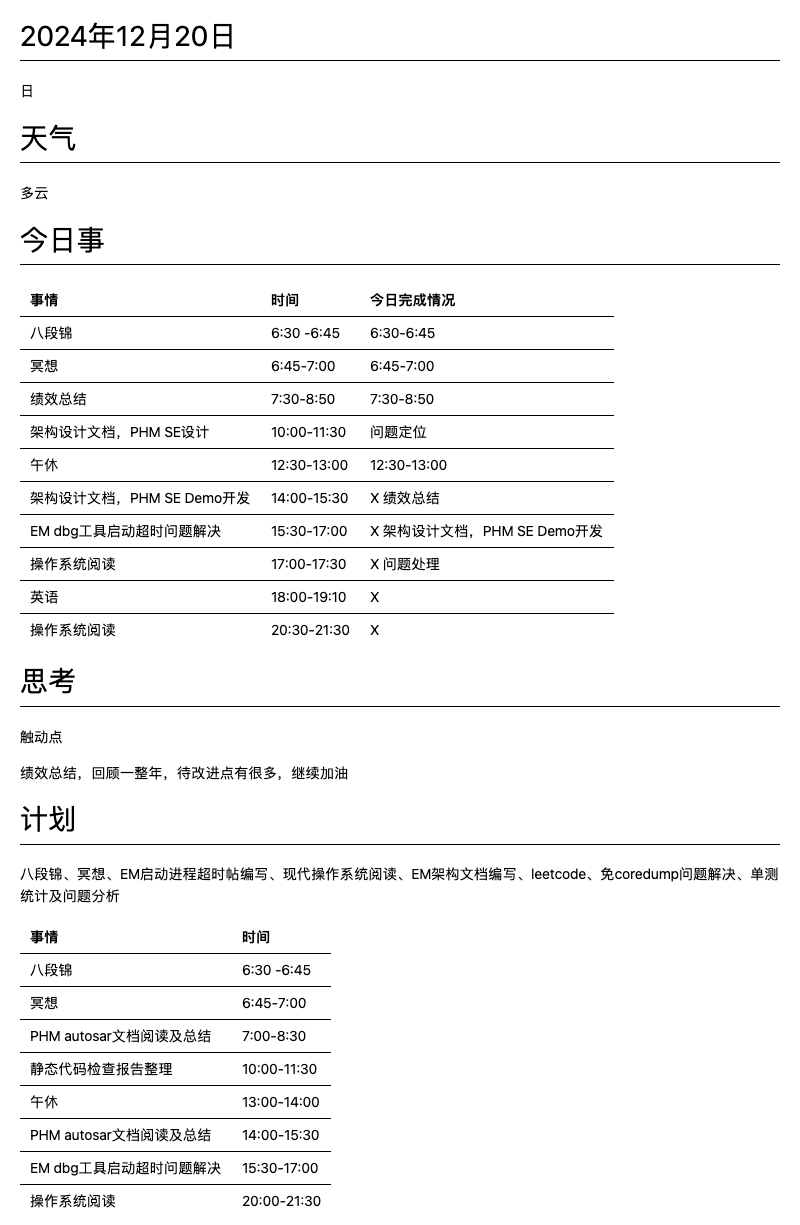 2024年12月20日
日
天气
多云
今日事
事情 时间 今日完成情况
八段锦 6:30 -6:45 6:30-6:45
冥想 6:45-7:00 6:45-7:00
绩效总结 7:30-8:50 7:30-8:50
架构设计文档，PHM SE设计 10:00-11:30 问题定位
午休 12:30-13:00 12:30-13:00
架构设计文档，PHM SE Demo开发 14:00-15:30 X 绩效总结
EM dbg工具启动超时问题解决 15:30-17:00 X 架构设计文档，PHM SE Demo开发
操作系统阅读 17:00-17:30 X 问题处理
英语 18:00-19:10 X
操作系统阅读 20:30-21:30 X
思考
触动点
绩效总结，回顾一整年，待改进点有很多，继续加油
计划
八段锦、冥想、EM启动进程超时帖编写、现代操作系统阅读、EM架构文档编写、leetcode、免coredump问题解决、单测
统计及问题分析
事情 时间
八段锦 6:30 -6:45
冥想 6:45-7:00
PHM autosar文档阅读及总结 7:00-8:30
静态代码检查报告整理 10:00-11:30
午休 13:00-14:00
PHM autosar文档阅读及总结 14:00-15:30
EM dbg工具启动超时问题解决 15:30-17:00
操作系统阅读 20:00-21:30